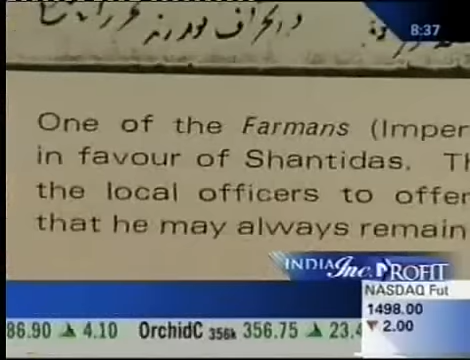 8:37
One of the Farmans (Imper
in favour of Shantidas. Th
the local officers to offer
that he may always remain
INDIA Inc. PROFIT
NASDAQ Fut
1498.00
2.00
86.90 4.10 OrchidC 356k 356.75 23.4